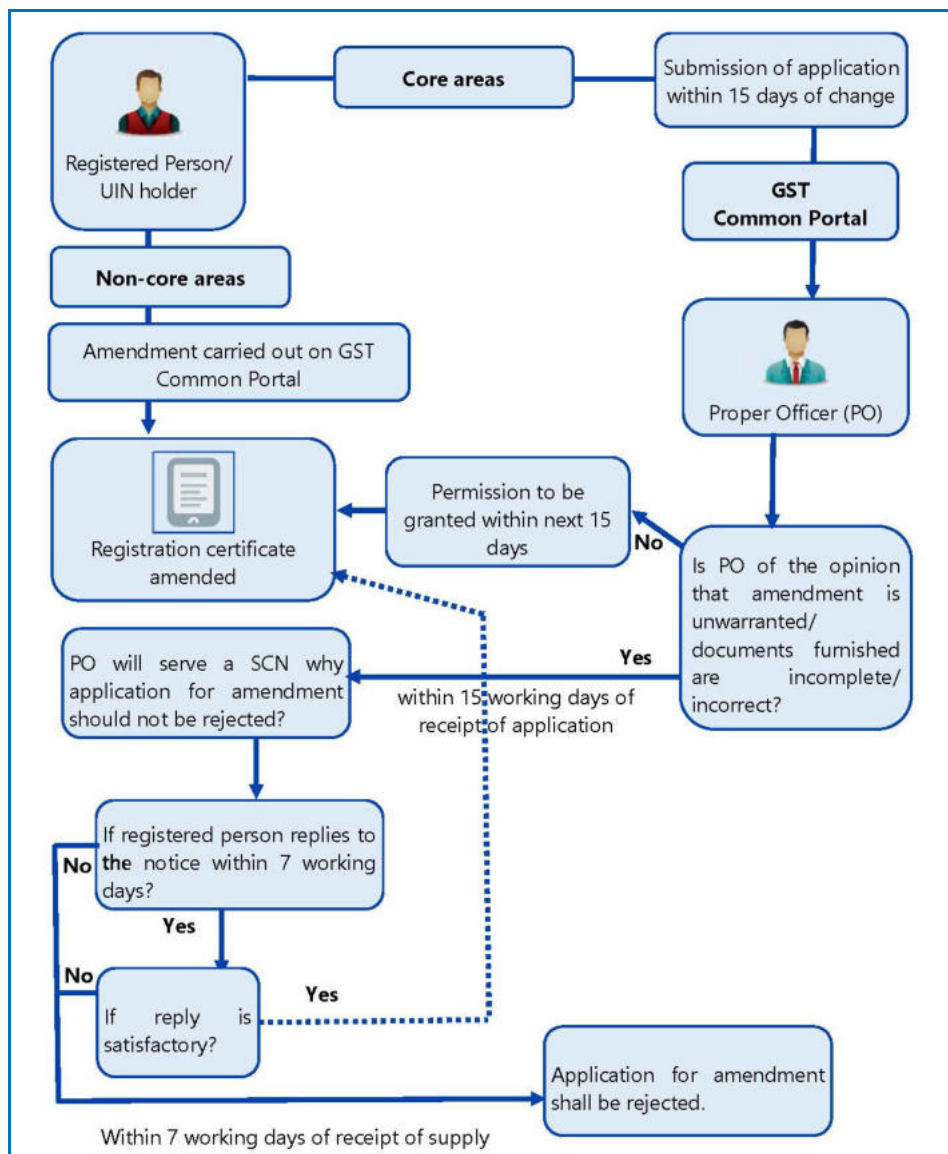 Core areas
Submission of application
within 15 days of change
Registered Person/
UIN holder
GST
Common Portal
Non-core areas
Amendment carried out on GST
Common Portal
Proper Officer (PO)
Permission to be
granted within next 15
days
Registration certificate
amended
No
Is PO of the opinion
that amendment is
unwarranted/
documents furnished
are incomplete/
incorrect?
Yes
within 15 working days of
receipt of application
PO will serve a SCN why
application for amendment
should not be rejected?
If registered person replies to
the notice within 7 working
days?
No
Yes
No
If reply is
satisfactory?
Yes
Application for amendment
shall be rejected.
Within 7 working days of receipt of supply